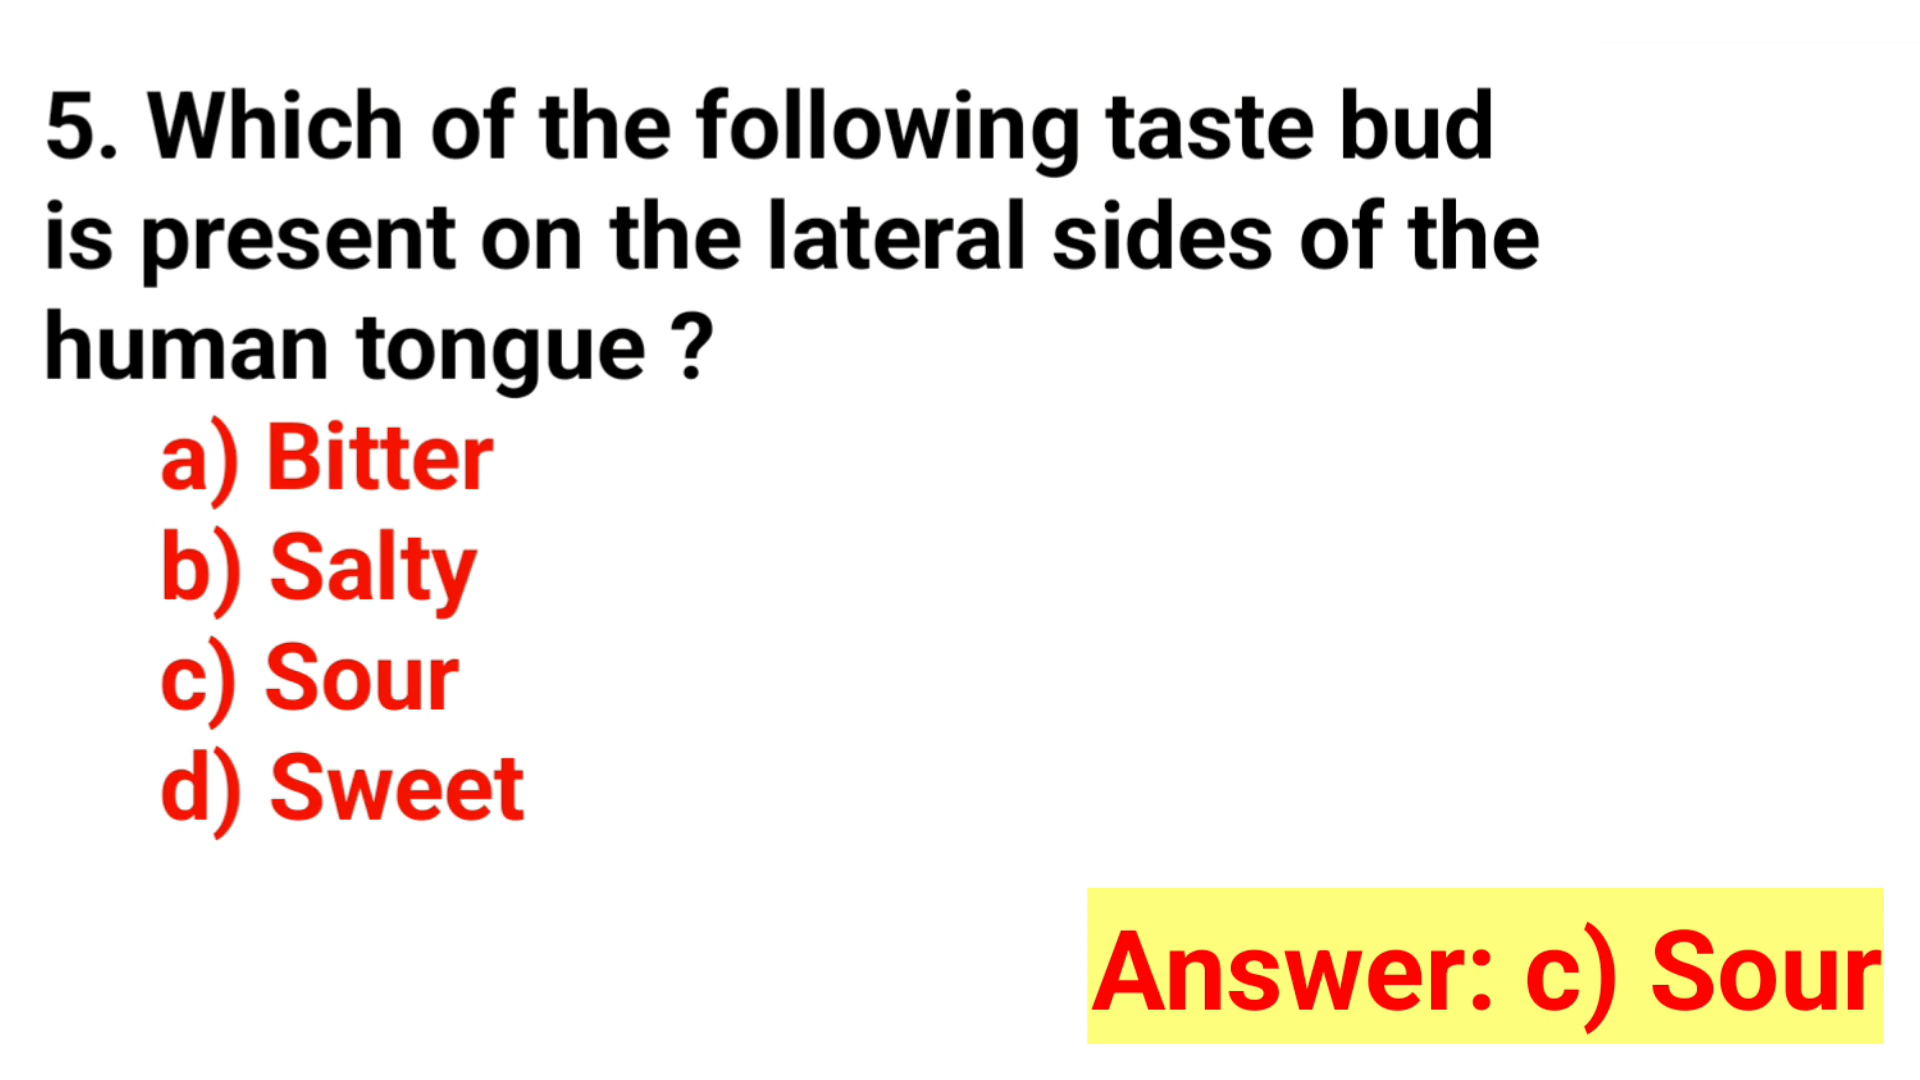 5. Which of the following taste bud
is present on the lateral sides of the
human tongue ?
a) Bitter
b) Salty
c) Sour
d) Sweet
Answer: c) Sour